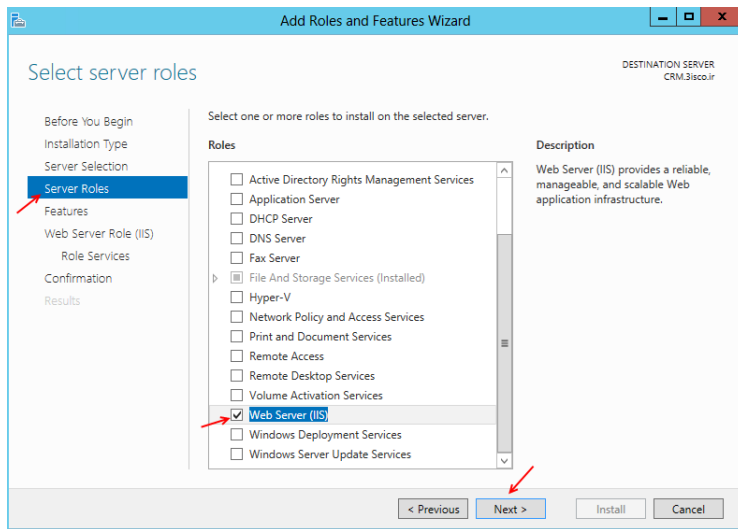 Add Roles and Features Wizard
Select server roles
DESTINATION SERVER
CRM.3isco.ir
Before You Begin
Installation Type
Server Selection
Server Roles
Features
Web Server Role (IIS)
Role Services
Confirmation
Results
Select one or more roles to install on the selected server.
Roles
Active Directory Rights Management Services
Application Server
DHCP Server
DNS Server
Fax Server
File And Storage Services (Installed)
Hyper-V
Network Policy and Access Services
Print and Document Services
Remote Access
Remote Desktop Services
Volume Activation Services
Web Server (IIS)
Windows Deployment Services
Windows Server Update Services
Description
Web Server (IIS) provides a reliable,
manageable, and scalable Web
application infrastructure.
< Previous
Next >
Install
Cancel